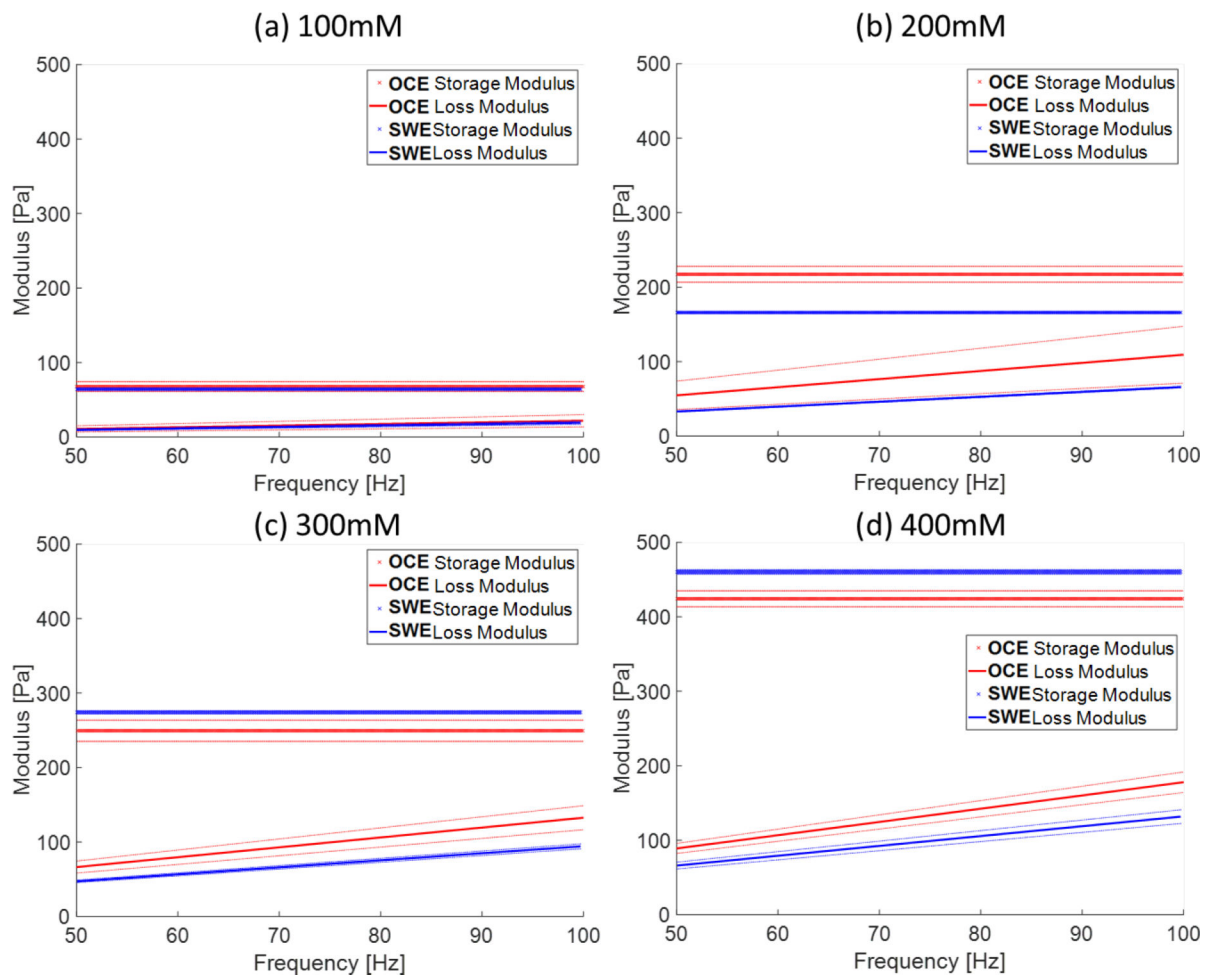 (a) 100mM
500
400
300
200
100
0
50 60 70 80 90 100
Modulus [Pa]
Frequency [Hz]
OCE Storage Modulus
OCE Loss Modulus
SWE Storage Modulus
SWE Loss Modulus
(b) 200mM
500
400
300
200
100
0
50 60 70 80 90 100
Modulus [Pa]
Frequency [Hz]
OCE Storage Modulus
OCE Loss Modulus
SWE Storage Modulus
SWE Loss Modulus
(c) 300mM
500
400
300
200
100
0
50 60 70 80 90 100
Modulus [Pa]
Frequency [Hz]
OCE Storage Modulus
OCE Loss Modulus
SWE Storage Modulus
SWE Loss Modulus
(d) 400mM
500
400
300
200
100
0
50 60 70 80 90 100
Modulus [Pa]
Frequency [Hz]
OCE Storage Modulus
OCE Loss Modulus
SWE Storage Modulus
SWE Loss Modulus